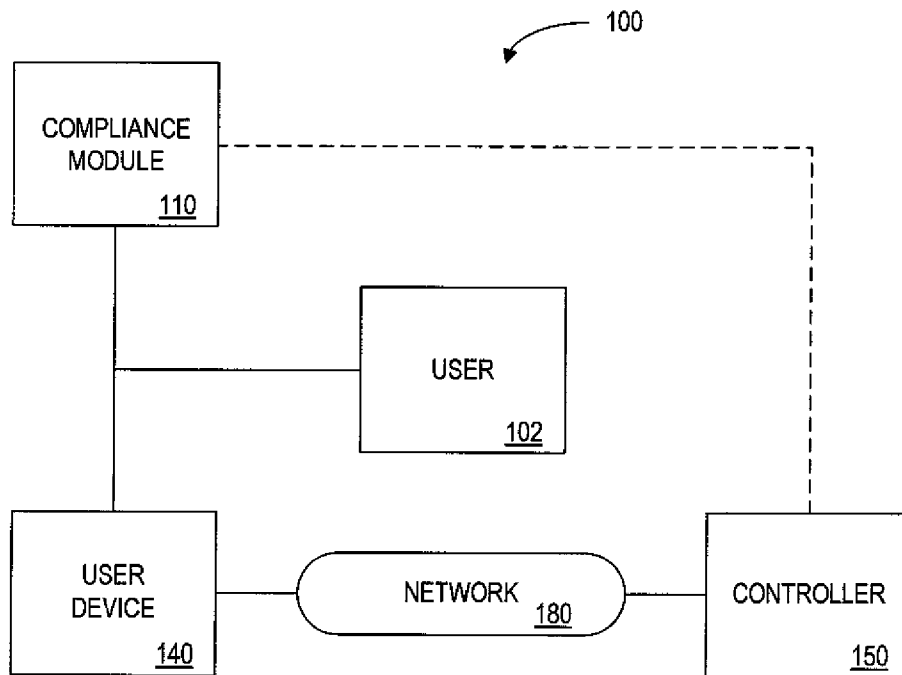 100
COMPLIANCE
MODULE
110
USER
102
USER
DEVICE
140
NETWORK
180
CONTROLLER
150